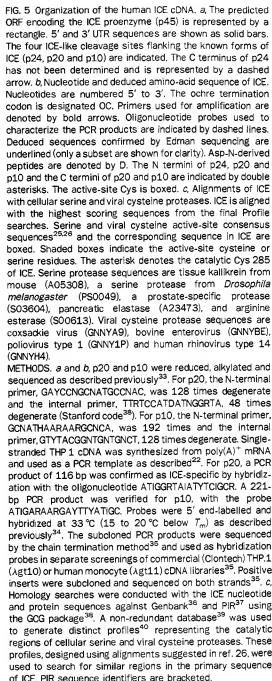 FIG. 5 Organization of the human ICE cDNA. a, The predicted
ORF encoding the ICE proenzyme (p45) is represented by a
rectangle. 5′ and 3′ UTR sequences are shown as solid bars.
The four ICE-like cleavage sites flanking the known forms of
ICE (p24, p20 and p10) are indicated. The C terminus of p24
has not been determined and is represented by a dashed
arrow. b, Nucleotide and deduced amino-acid sequence of ICE.
Nucleotides are numbered 5′ to 3′. The ochre termination
codon is designated OC. Primers used for amplification are
denoted by bold arrows. Oligonucleotide probes used to
characterize the PCR products are indicated by dashed lines.
Deduced sequences confirmed by Edman sequencing are
underlined (only a subset are shown for clarity). Asp-N-derived
peptides are denoted by D. The N termini of p24, p20 and
p10 and the C termini of p20 and p10 are indicated by double
asterisks. The active-site Cys is boxed. c, Alignments of ICE
with cellular serine and viral cysteine proteases. ICE is aligned
with the highest scoring sequences from the final Profile
Searches. Serine and viral cysteine active-site consensus
sequences25,26 and the corresponding sequence in ICE are
boxed. Shaded boxes indicate the active-site cysteine or
serine residues. The asterisk denotes the catalytic Cys 285
of ICE. Serine protease sequences are tissue kallikrein from
mouse (A05308), a serine protease from Drosophila
melanogaster (PS0049), a prostate-specific protease
(S03604), pancreatic elastase (A23473), and arginine
esterase (S00613). Viral cysteine protease sequences are
coxsackie virus (GNNYA9), bovine enterovirus (GNNYBE),
poliovirus type 1 (GNNY1P) and human rhinovirus type 14
(GNNYH4).
METHODS. a and b, p20 and p10 were reduced, alkylated and
sequenced as described previously33. For p20, the N-terminal
primer, GAYCCNGCNATGCCNAC, was 128 times degenerate
and the internal primer, TTRTCCATDATNGGRTA, 48 times
degenerate (Stanford code38). For p10, the N-terminal primer,
GCNATHAARAARGCNCA, was 192 times and the internal
primer, GTYTACGGNTGNTGNCT, 128 times degenerate. Single-
stranded THP 1 cDNA was synthesized from poly(A)+ mRNA
and used as a PCR template as described22. For p20, a PCR
product of 116 bp was confirmed as ICE-specific by hybridiz-
ation with the oligonucleotide ATIGGRTAIATYTCIGCR. A 221-
bp PCR product was verified for p10, with the probe
ATIGARAARGAYTTYATIGC. Probes were 5′ end-labelled and
hybridized at 33 °C (15 to 20 °C below Tm) as described
previously34. The subcloned PCR products were sequenced
by the chain termination method35 and used as hybridization
probes in separate screenings of commercial (Clontech) THP.1
(λgt10) or human monocyte (λgt11) cDNA libraries35. Positive
inserts were subcloned and sequenced on both strands35. c,
Homology searches were conducted with the ICE nucleotide
and protein sequences against Genbank36 and PIR37 using
the GCG package38. A non-redundant database39 was used
to generate distinct profiles40 representing the catalytic
regions of cellular serine and viral cysteine proteases. These
profiles, designed using alignments suggested in ref. 26, were
used to search for similar regions in the primary sequence
of ICE. PIR sequence identifiers are bracketed.